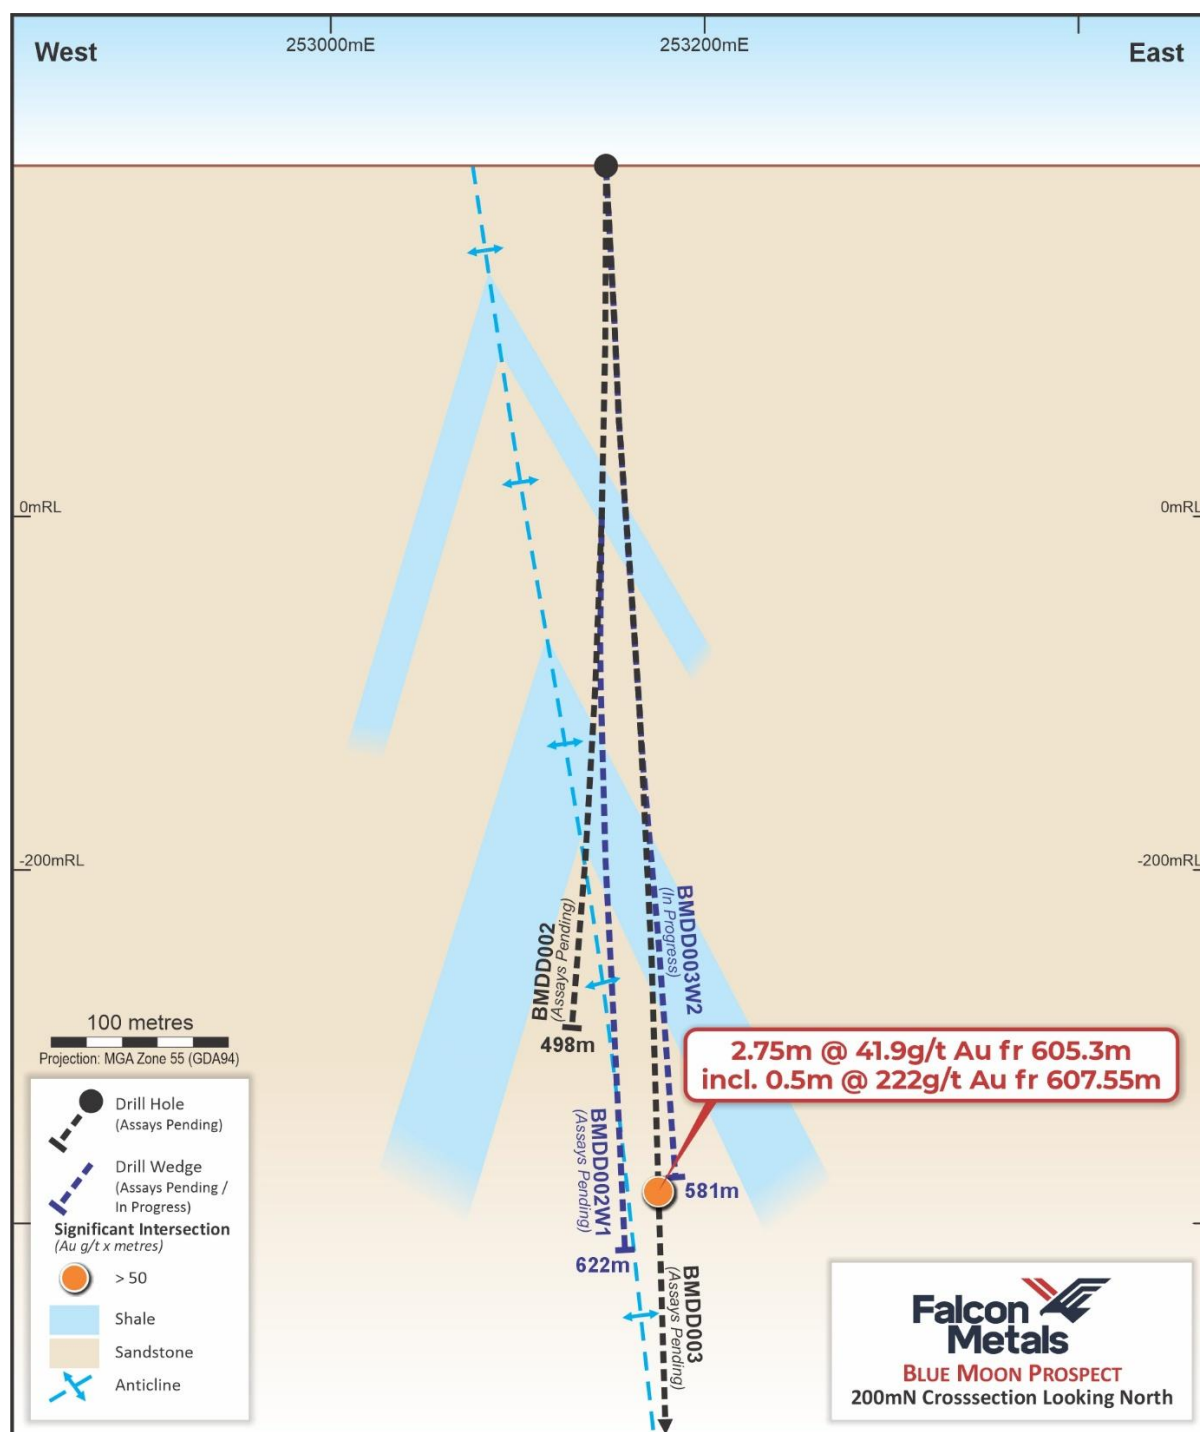 253000mE
253200mE
West
East
0mRL
0mRL
-200mRL
-200mRL
BMDD002
(Assays Pending)
498m
BMDD003W2
(In Progress)
2.75m @ 41.9g/t Au fr 605.3m
incl. 0.5m @ 222g/t Au fr 607.55m
581m
BMDD002W1
(Assays Pending)
622m
BMDD003
(Assays Pending)
100 metres
Projection: MGA Zone 55 (GDA94)
Drill Hole
(Assays Pending)
Drill Wedge
(Assays Pending /
In Progress)
Significant Intersection
(Au g/t x metres)
> 50
Shale
Sandstone
Anticline
Falcon
Metals
BLUE MOON PROSPECT
200mN Crosssection Looking North